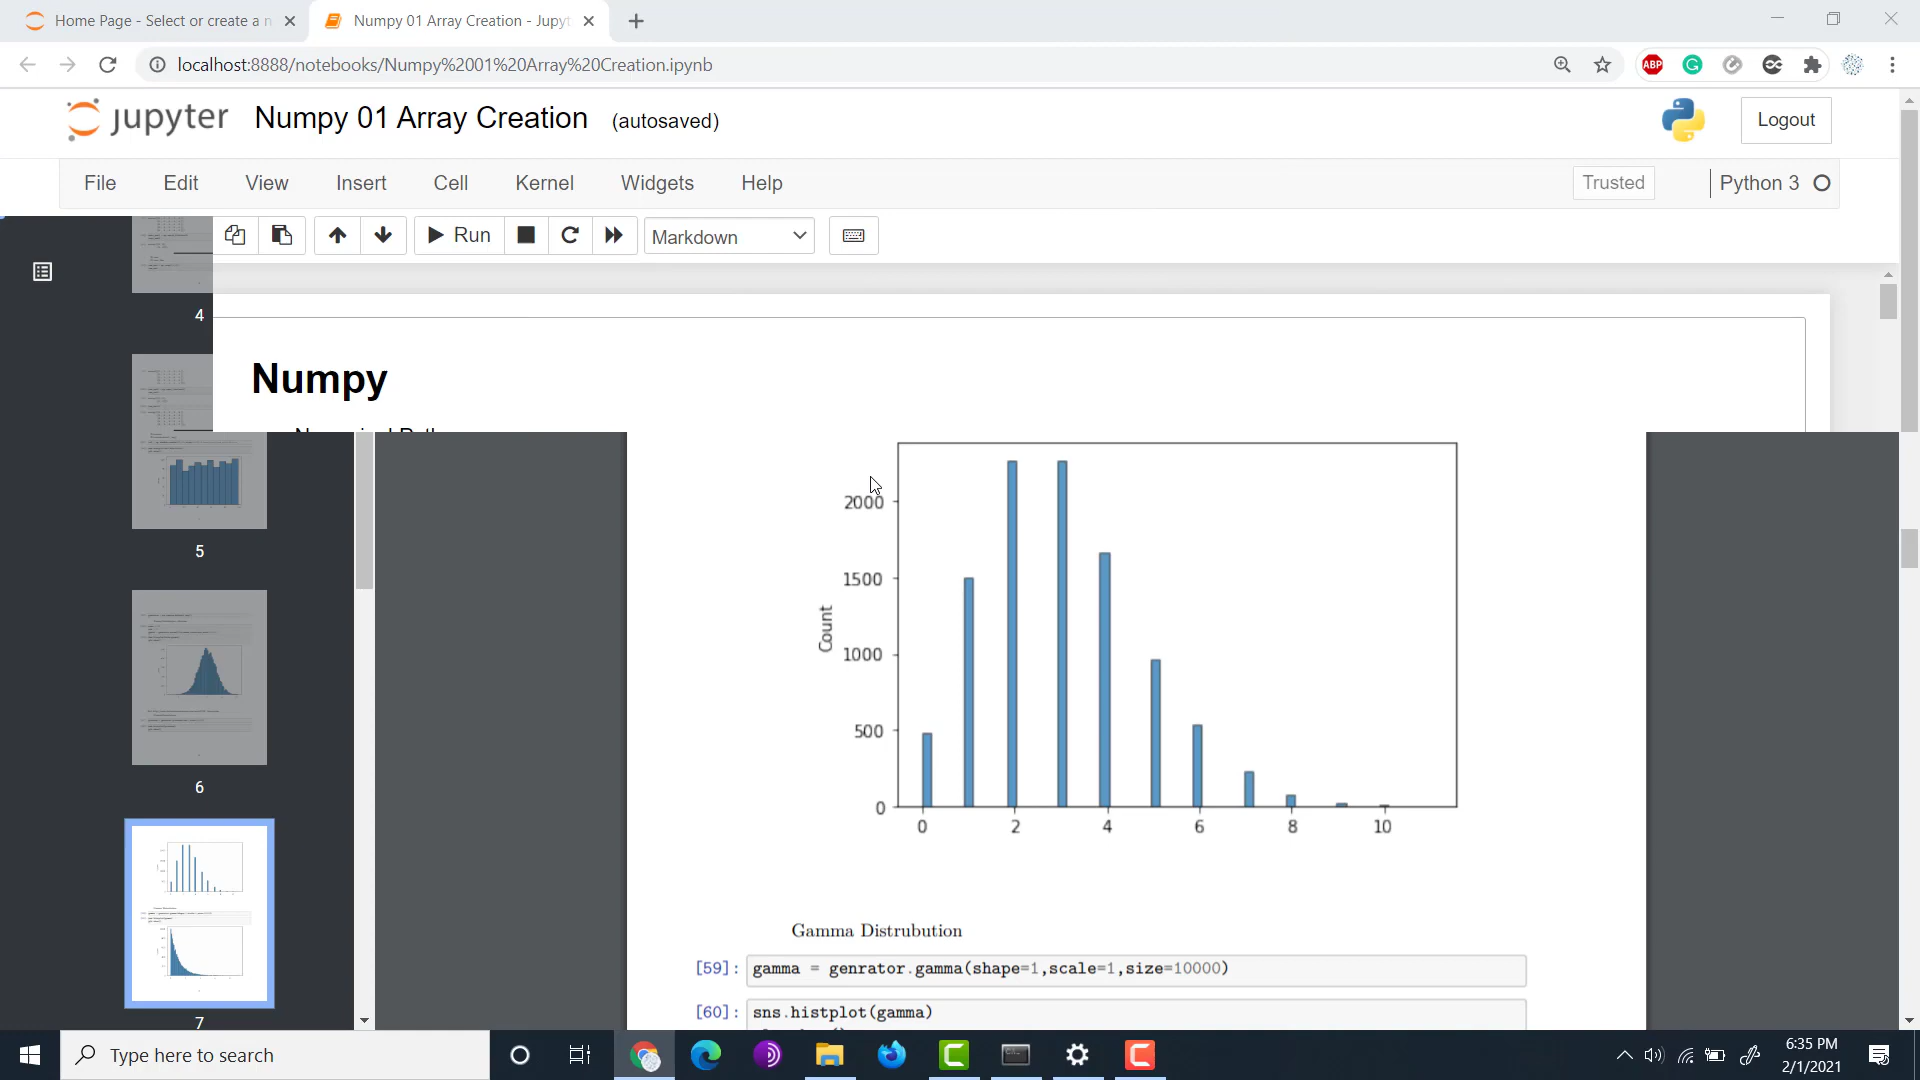 Home Page - Select or create a n
Numpy 01 Array Creation - Jupyt
localhost:8888/notebooks/Numpy%2001%20Array%20Creation.ipynb
ABP
jupyter Numpy 01 Array Creation (autosaved)
Logout
File Edit View Insert Cell Kernel Widgets Help
Trusted
Python 3
Run
Markdown
4
Numpy
5
6
7
2000
1500
1000
500
0
Count
0 2 4 6 8 10
Gamma Distrubution
[59]: gamma = genrator.gamma(shape=1,scale=1,size=10000)
[60]: sns.histplot(gamma)
Type here to search
6:35 PM
2/1/2021